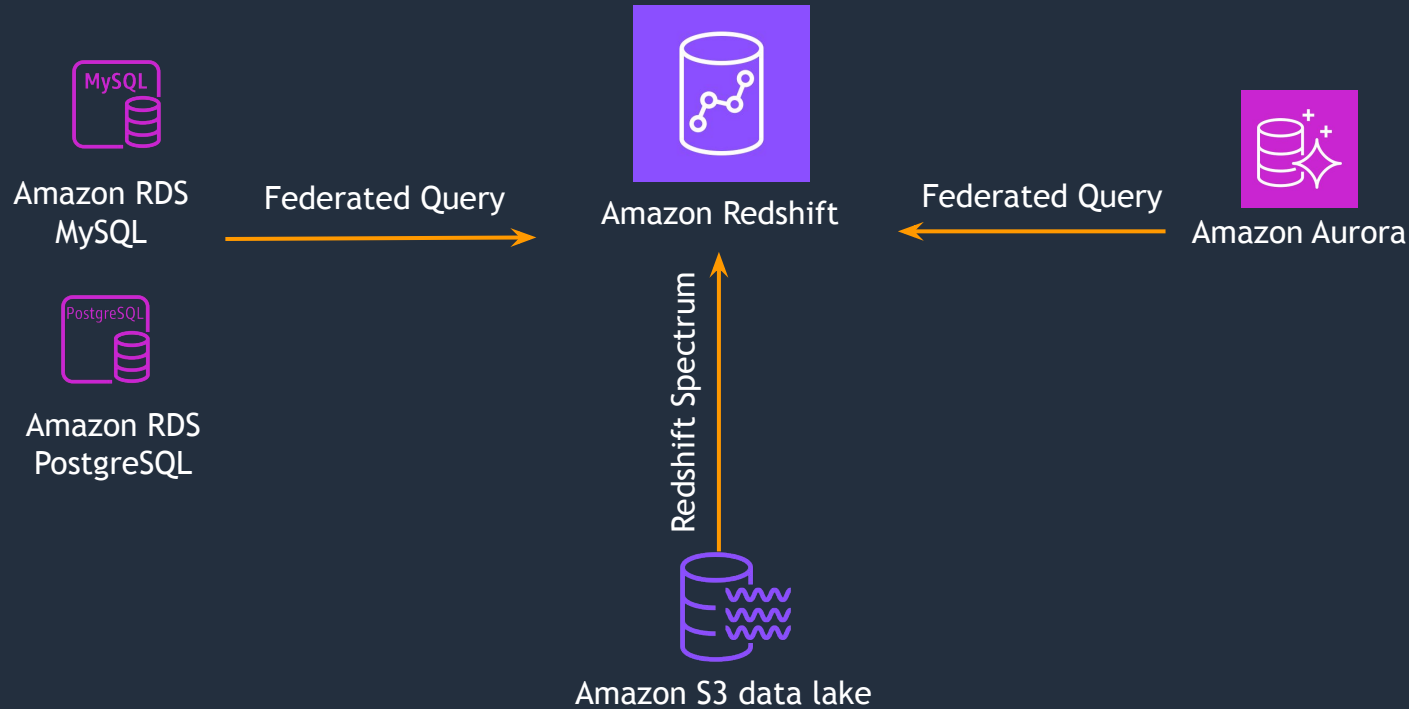 MySQL
Amazon RDS
MySQL
Federated Query
PostgreSQL
Amazon RDS
PostgreSQL
Amazon Redshift
Redshift Spectrum
Amazon S3 data lake
Federated Query
Amazon Aurora